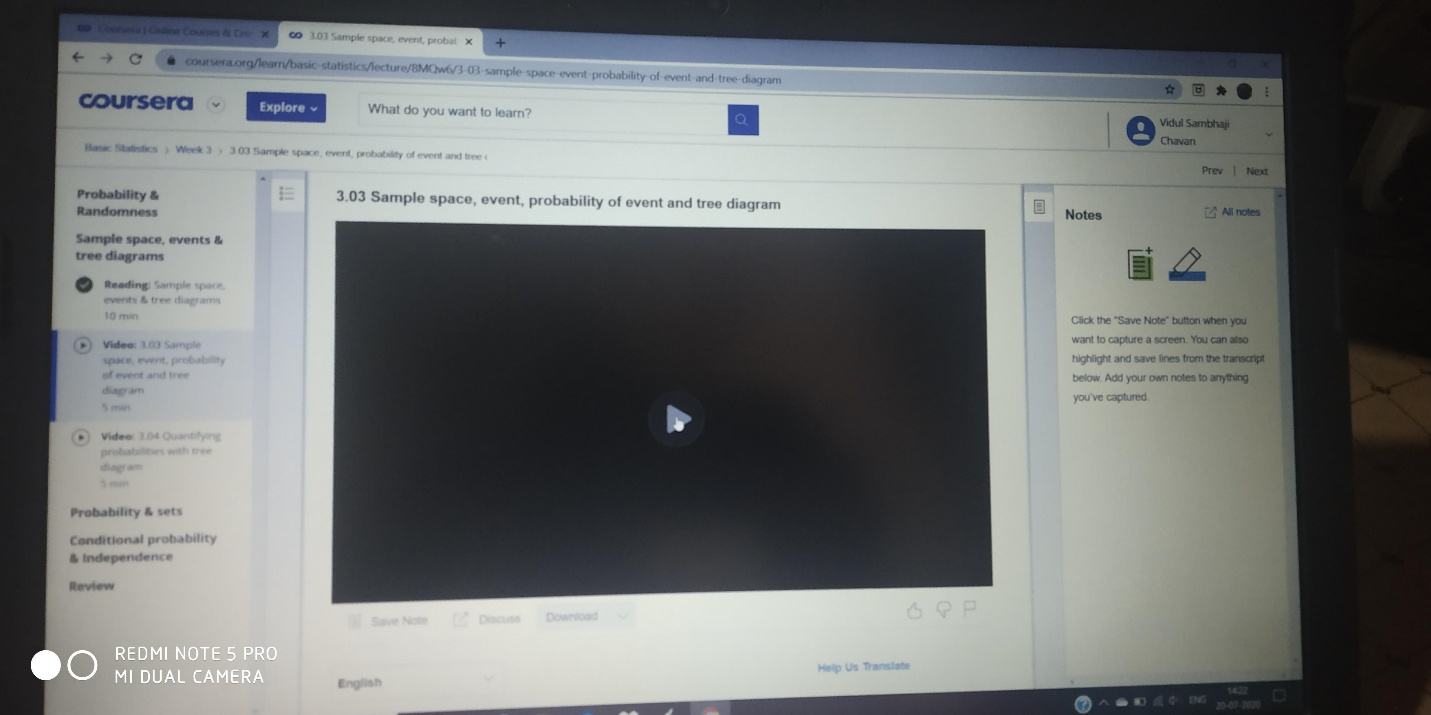 Coursera | Online Courses & Cre
3.03 Sample space, event, probal
coursera.org/learn/basic-statistics/lecture/8MQw6/3-03-sample-space-event-probability-of-event-and-tree-diagram
coursera
Explore
What do you want to learn?
Vidul Sambhaji
Chavan
Basic Statistics > Week 3 > 3.03 Sample space, event, probability of event and tree
Prev | Next
Probability &
Randomness
Sample space, events &
tree diagrams
Reading: Sample space,
events & tree diagrams
10 min
Video: 3.03 Sample
space, event, probability
of event and tree
diagram
5 min
Video: 3.04 Quantifying
probabilities with tree
diagram
5 min
Probability & sets
Conditional probability
& Independence
Review
3.03 Sample space, event, probability of event and tree diagram
Save Note
Discuss
Download
English
Help Us Translate
Notes
All notes
Click the "Save Note" button when you
want to capture a screen. You can also
highlight and save lines from the transcript
below. Add your own notes to anything
you've captured.
ENG
14:22
20-07-2020
REDMI NOTE 5 PRO
MI DUAL CAMERA